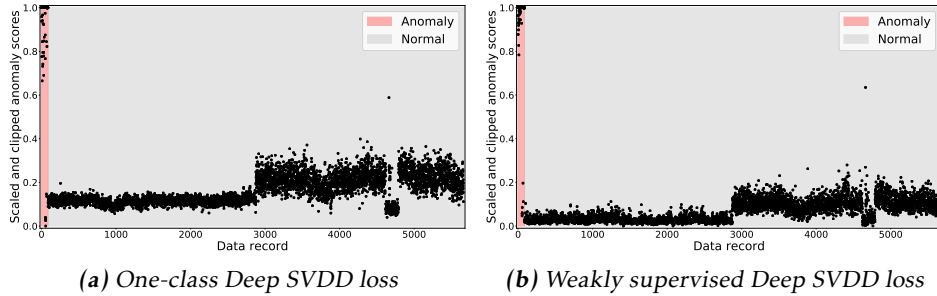 Scaled and clipped anomaly scores
1.0
0.8
0.6
0.4
0.2
0.0
0
1000
2000
3000
4000
5000
Data record
Anomaly
Normal
(a) One-class Deep SVDD loss
Scaled and clipped anomaly scores
1.0
0.8
0.6
0.4
0.2
0.0
0
1000
2000
3000
4000
5000
Data record
Anomaly
Normal
(b) Weakly supervised Deep SVDD loss